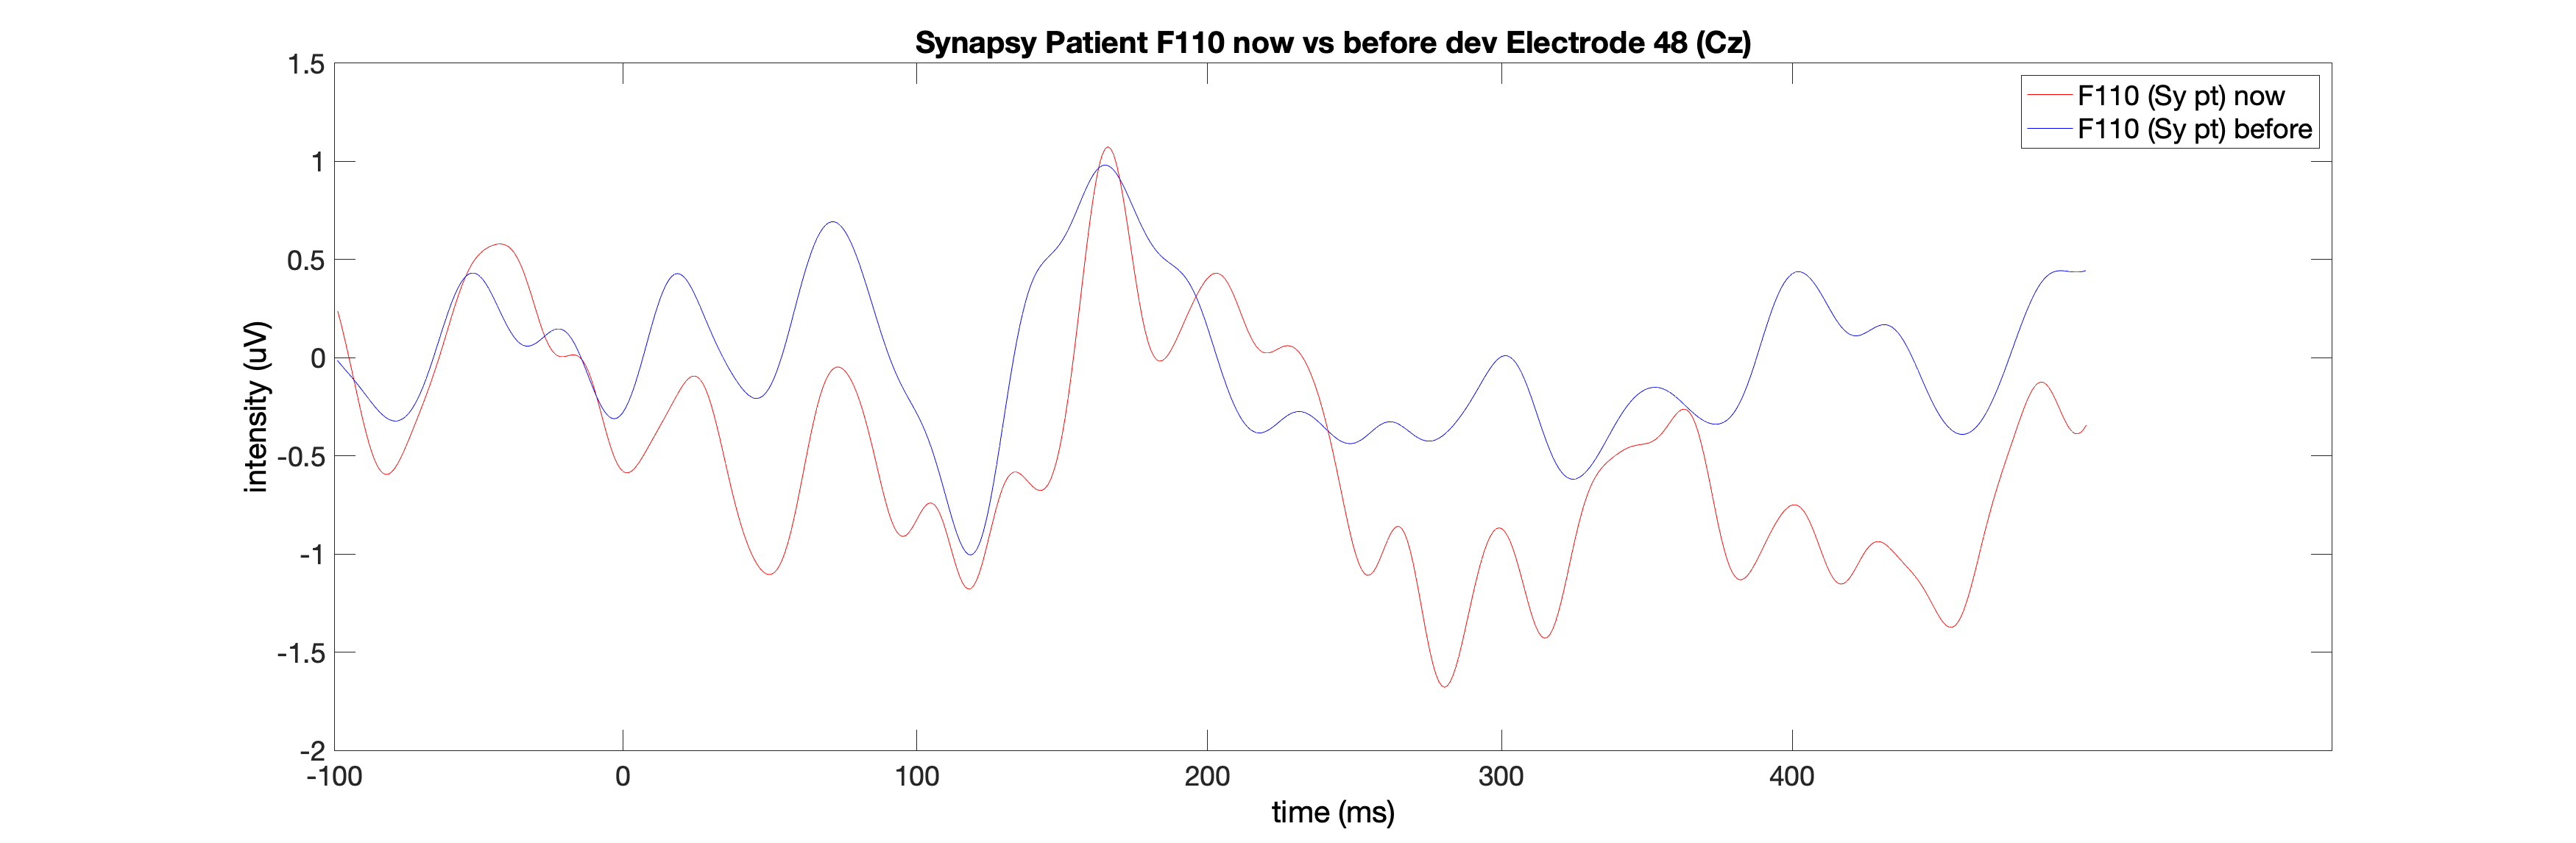 Synapsy Patient F110 now vs before dev Electrode 48 (Cz)
1.5
1
0.5
0
-0.5
-1
-1.5
-2
intensity (uV)
F110 (Sy pt) now
F110 (Sy pt) before
-100 0 100 200 300 400
time (ms)